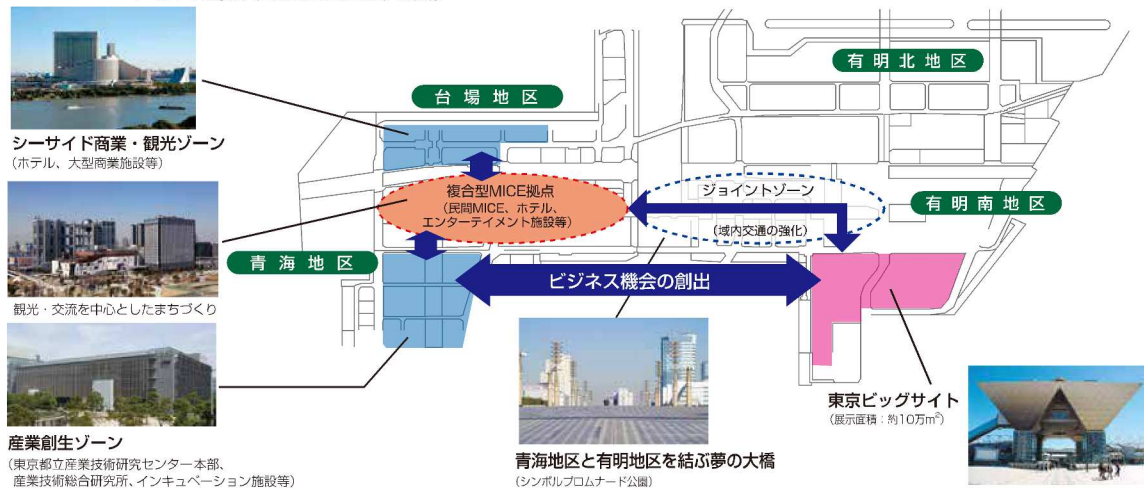 シーサイド商業・観光ゾーン
(ホテル、大型商業施設等)
観光・交流を中心としたまちづくり
産業創生ゾーン
(東京都立産業技術研究センター本部、
産業技術総合研究所、インキュベーション施設等)
台場地区
有明北地区
複合型MICE拠点
(民間MICE、ホテル、
エンターテイメント施設等)
ジョイントゾーン
(域内交通の強化)
有明南地区
青海地区
ビジネス機会の創出
青海地区と有明地区を結ぶ夢の大橋
(シンボルプロムナード公園)
東京ビッグサイト
(展示面積:約10万m²)